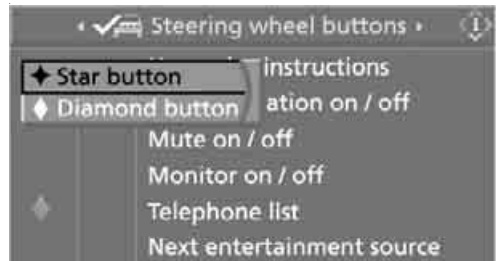 Steering wheel buttons
Star button
instructions
Diamond button
ation on / off
Mute on / off
Monitor on / off
Telephone list
Next entertainment source